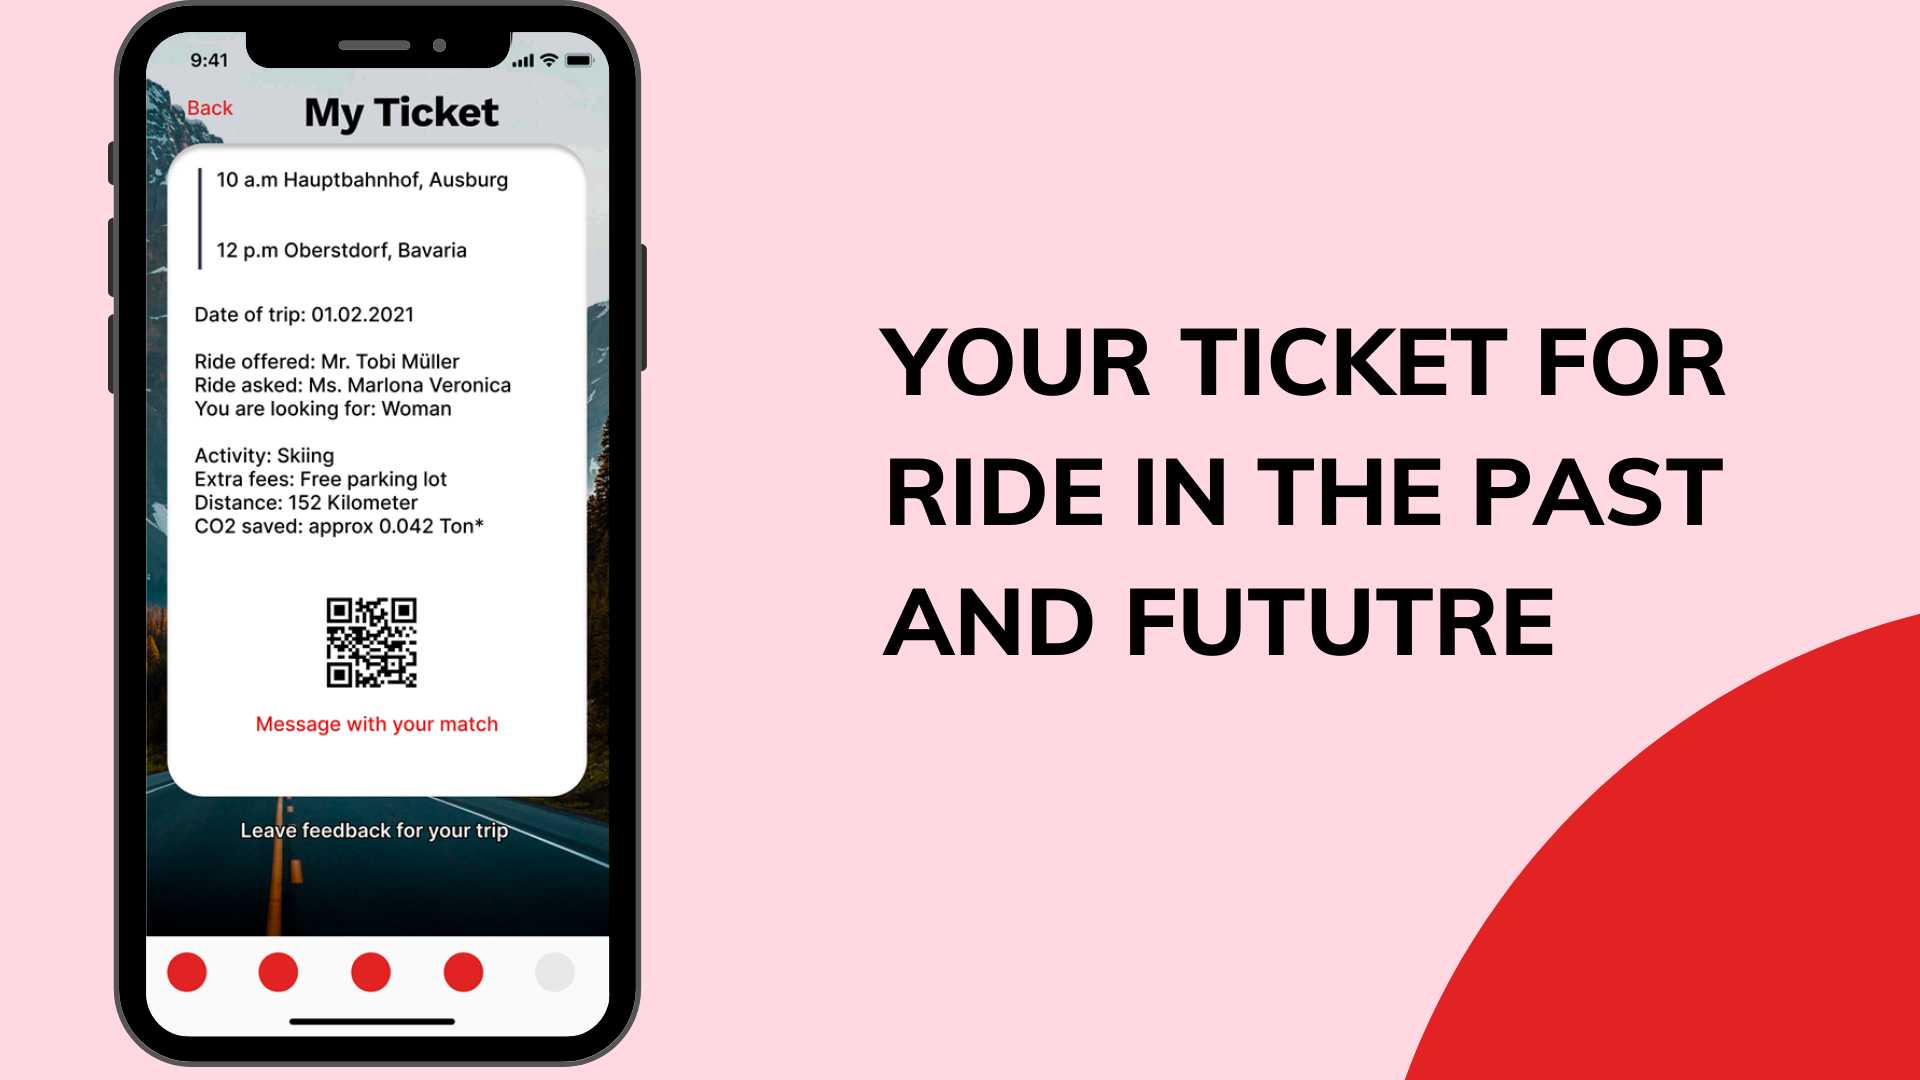 9:41
Back
My Ticket
10 a.m Hauptbahnhof, Ausburg
12 p.m Oberstdorf, Bavaria
Date of trip: 01.02.2021
Ride offered: Mr. Tobi Müller
Ride asked: Ms. Marlona Veronica
You are looking for: Woman
Activity: Skiing
Extra fees: Free parking lot
Distance: 152 Kilometer
CO2 saved: approx 0.042 Ton*
Message with your match
Leave feedback for your trip
YOUR TICKET FOR
RIDE IN THE PAST
AND FUTUTRE